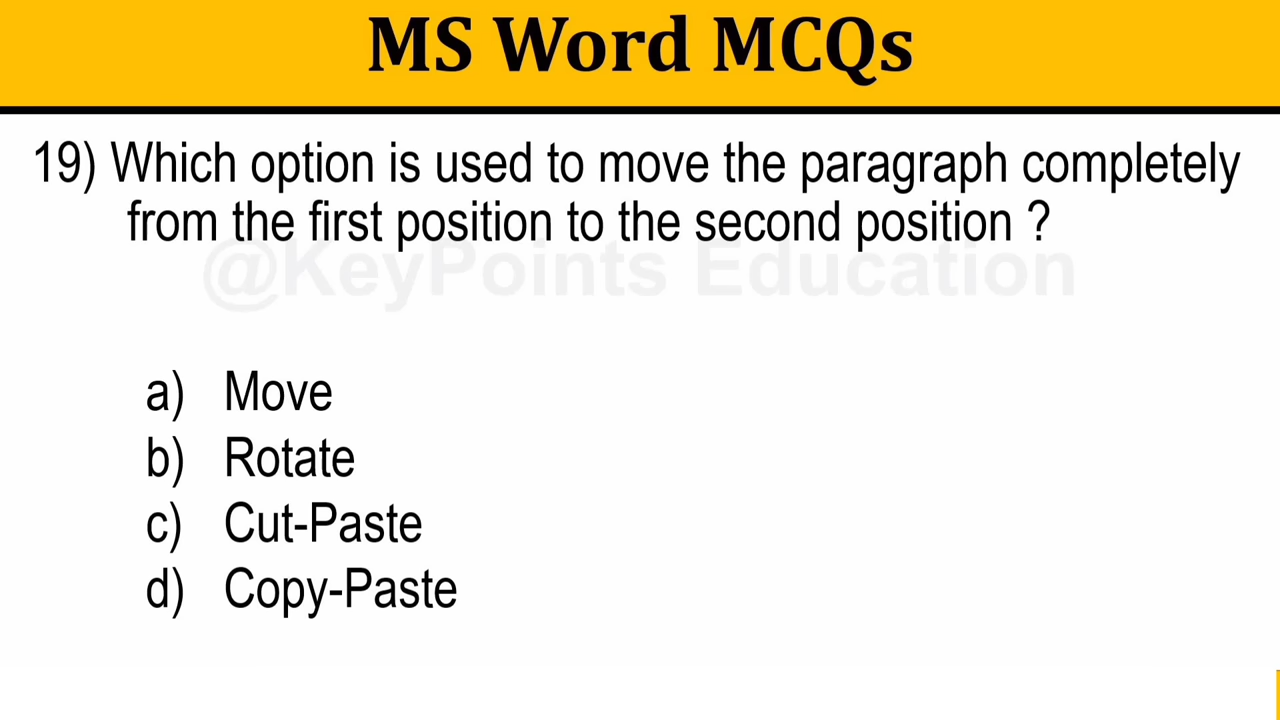 MS Word MCQs
19) Which option is used to move the paragraph completely
from the first position to the second position ?
@KeyPoints Education
a) Move
b) Rotate
c) Cut-Paste
d) Copy-Paste